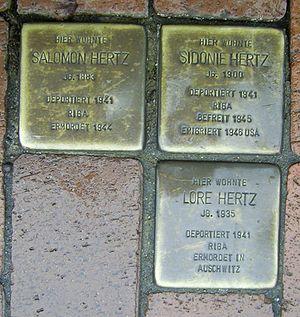 HIER WOHNTE
SALOMON HERTZ
JG. 1883
DEPORTIERT 1941
RIGA
ERMORDET 1944
HIER WOHNTE
SIDONIE HERTZ
JG. 1900
DEPORTIERT 1941
RIGA
BEFREIT 1945
EMIGRIERT 1946 USA
HIER WOHNTE
LORE HERTZ
JG. 1935
DEPORTIERT 1941
RIGA
ERMORDET IN
AUSCHWITZ